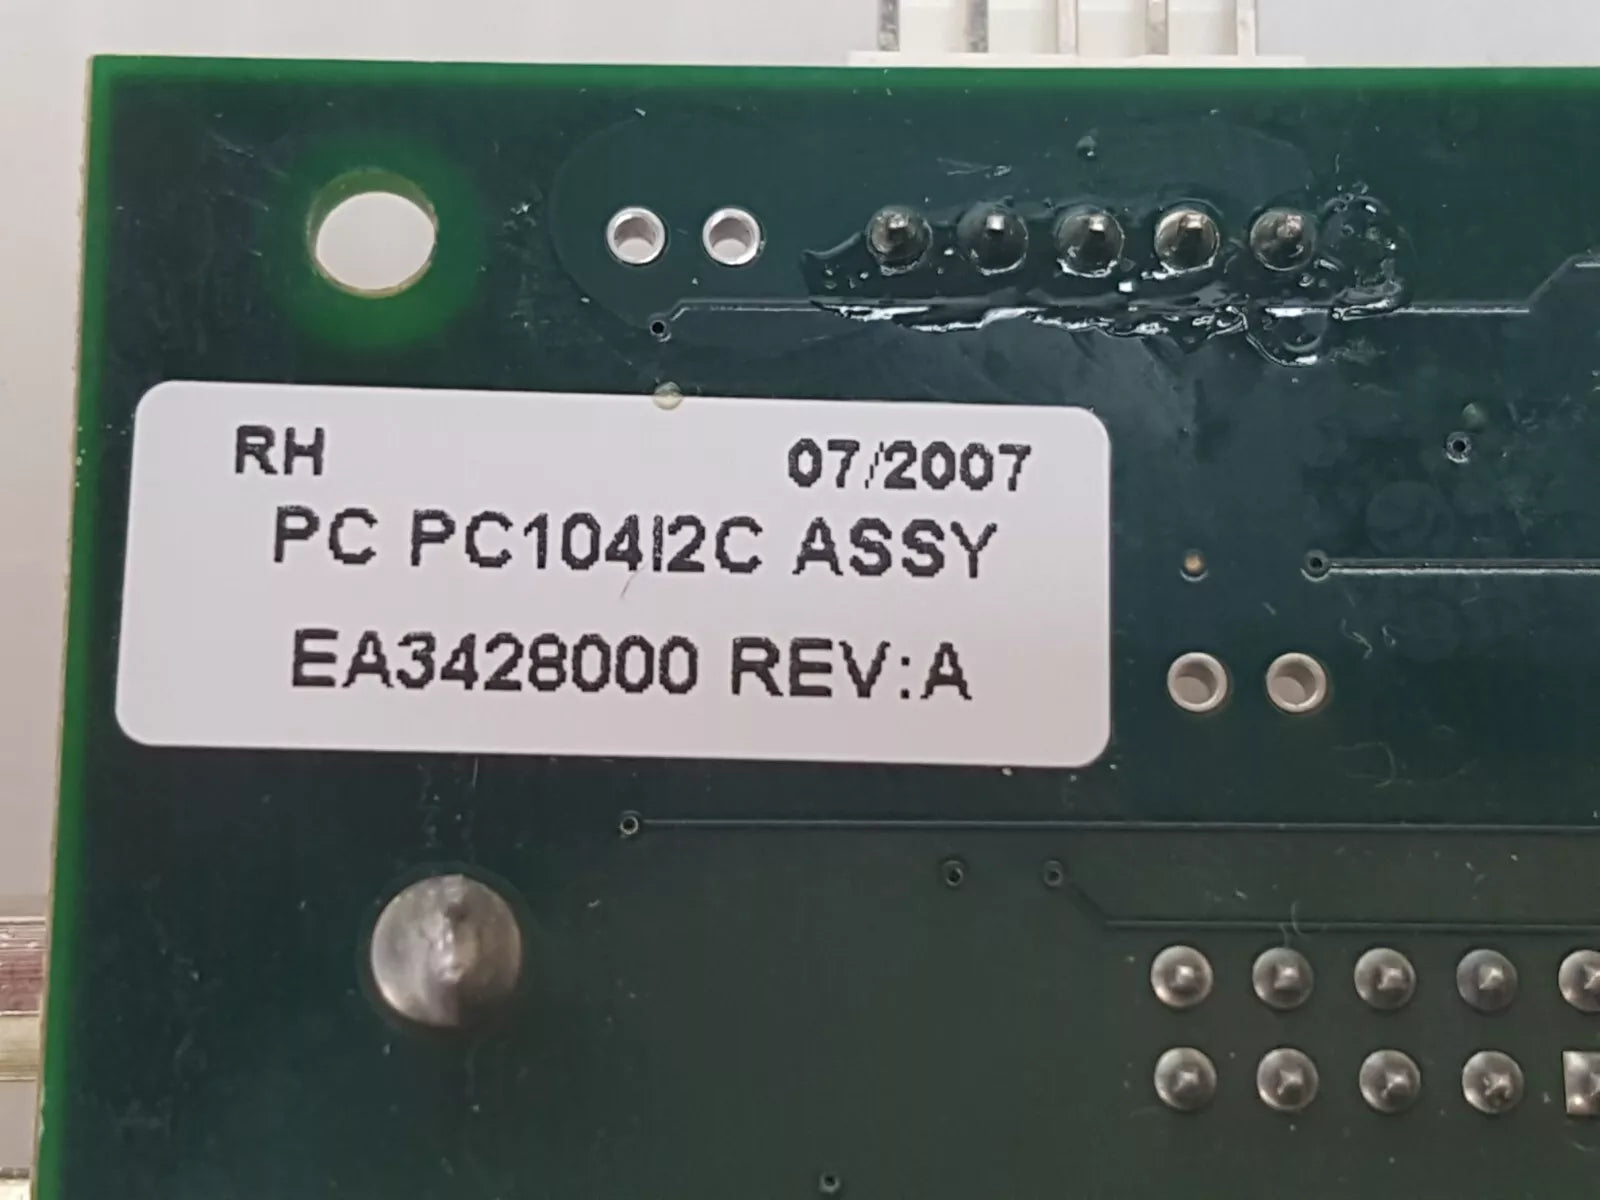 RH 07/2007
PC PC104I2C ASSY
EA3428000 REV:A